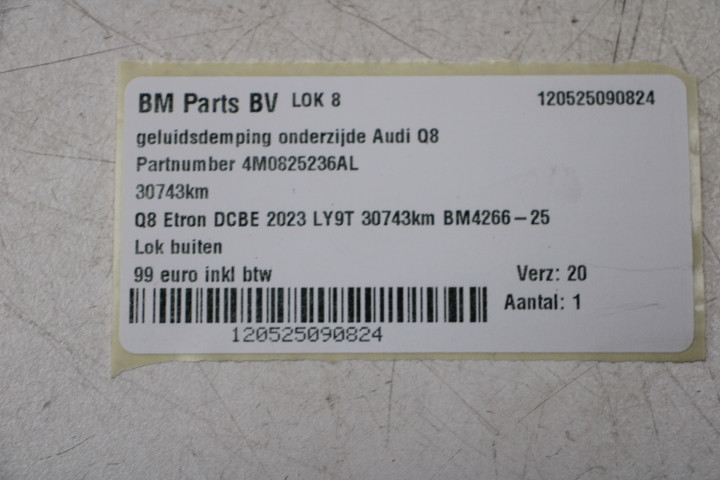 BM Parts BV LOK 8 120525090824
geluidsdemping onderzijde Audi Q8
Partnumber 4M0825236AL
30743km
Q8 Etron DCBE 2023 LY9T 30743km BM4266-25
Lok buiten
99 euro inkl btw Verz: 20
Aantal: 1
120525090824